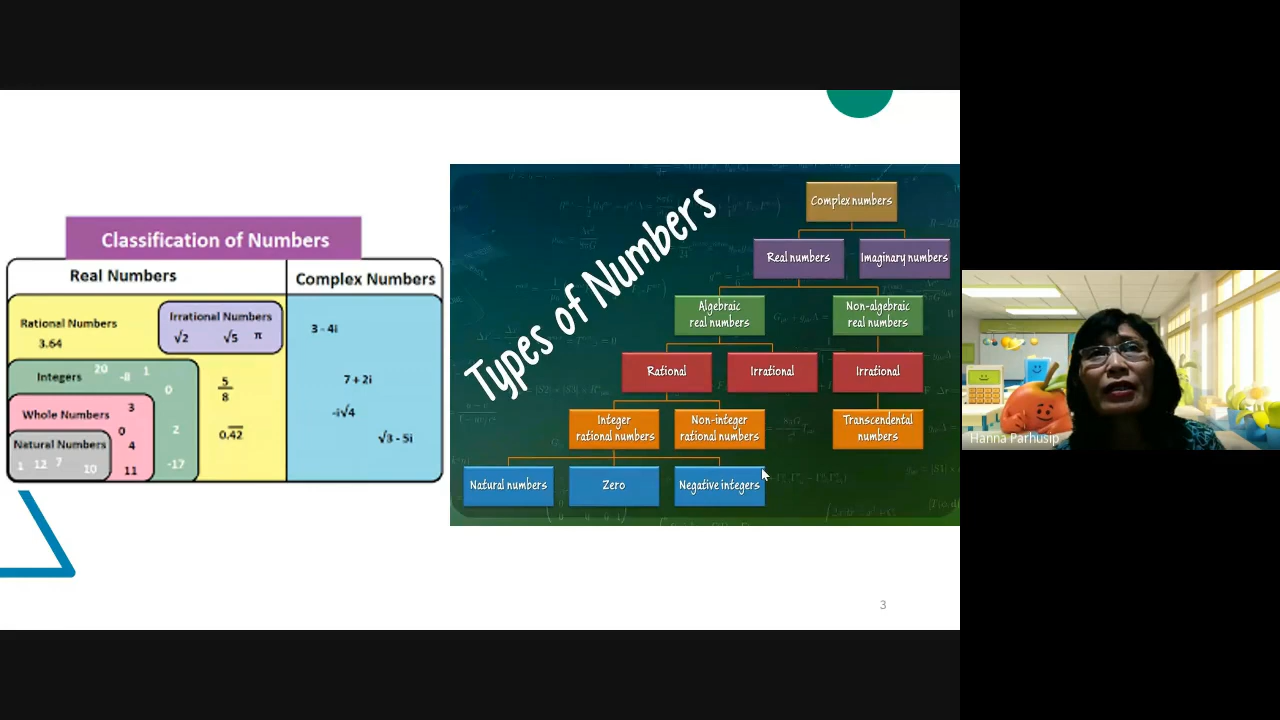 Classification of Numbers
Real Numbers
Complex Numbers
Rational Numbers
3.64
Irrational Numbers
√2 √5 π
Integers 20 -8 1
0
2
-17
Whole Numbers 3
0
4
11
Natural Numbers
1 12 7 10
5
8
0.4̅2̅
3 - 4i
7 + 2i
-i√4
√3 - 5i
Types of Numbers
Complex numbers
Real numbers
Imaginary numbers
Algebraic
real numbers
Non-algebraic
real numbers
Rational
Irrational
Irrational
Integer
rational numbers
Non-integer
rational numbers
Transcendental
numbers
Natural numbers
Zero
Negative integers
3
Hanna Parhusip